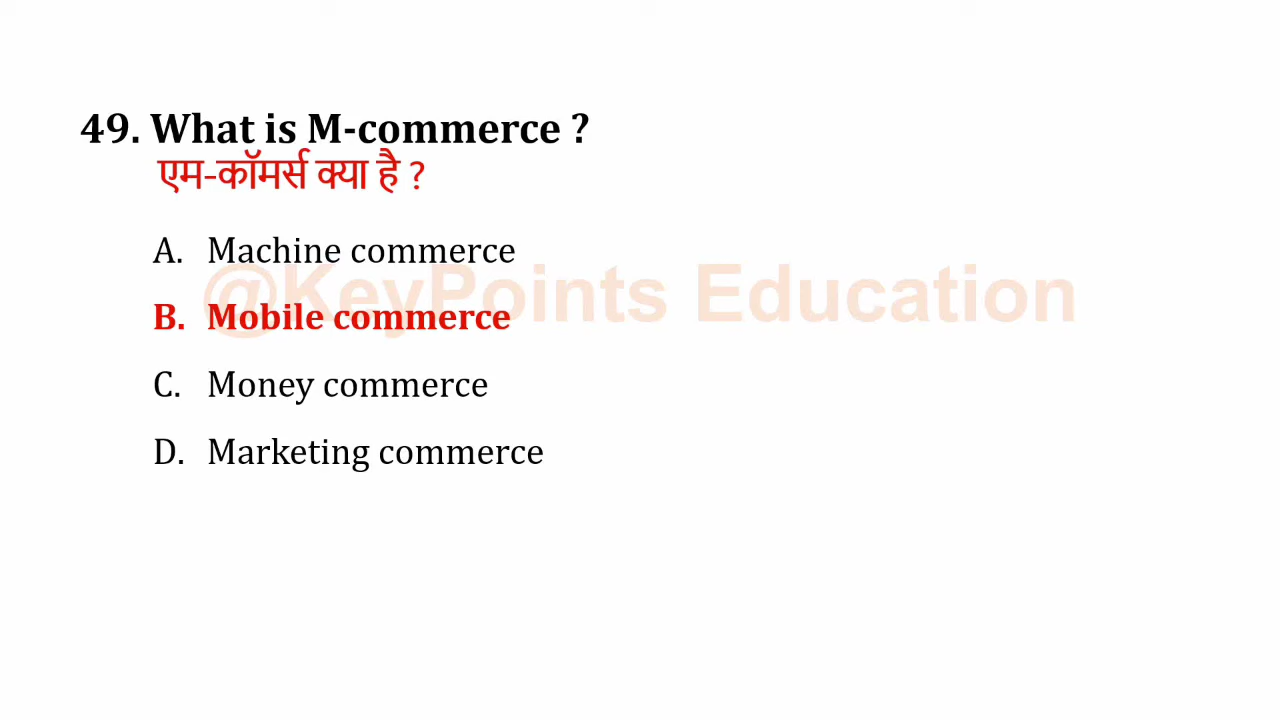 49. What is M-commerce ?
एम-कॉमर्स क्या है ?
A. Machine commerce
@KeyPoints Education
B. Mobile commerce
C. Money commerce
D. Marketing commerce